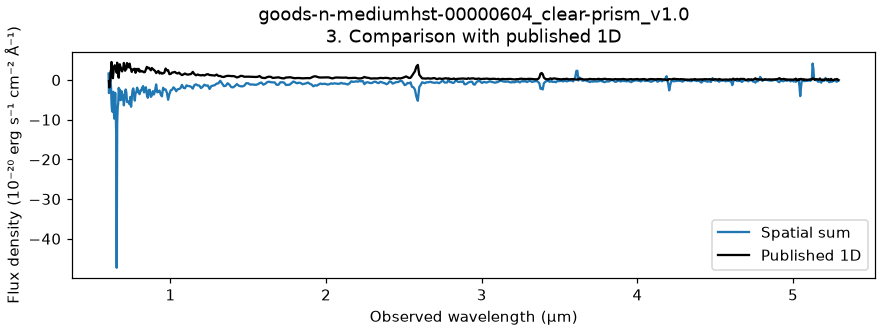 goods-n-mediumhst-00000604_clear-prism_v1.0
3. Comparison with published 1D
Flux density (10⁻²⁰ erg s⁻¹ cm⁻² Å⁻¹)
0
−10
−20
−30
−40
Spatial sum
Published 1D
1
2
3
4
5
Observed wavelength (μm)